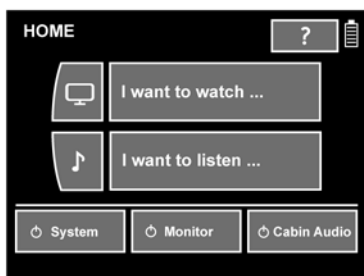 HOME ?
I want to watch ...
I want to listen ...
System Monitor Cabin Audio